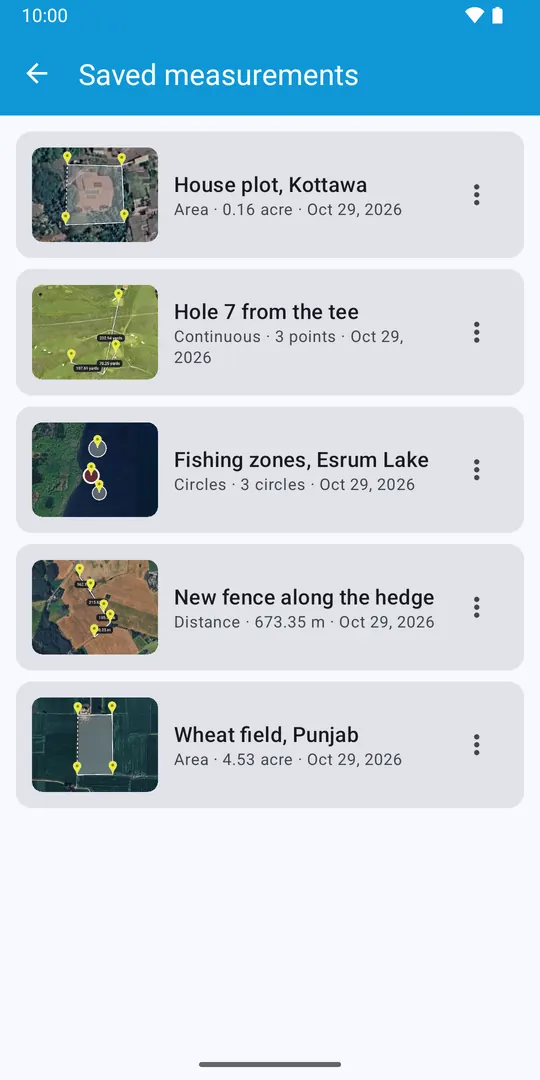 10:00
Saved measurements
House plot, Kottawa
Area · 0.16 acre · Oct 29, 2026
Hole 7 from the tee
Continuous · 3 points · Oct 29,
2026
Fishing zones, Esrum Lake
Circles · 3 circles · Oct 29, 2026
New fence along the hedge
Distance · 673.35 m · Oct 29, 2026
Wheat field, Punjab
Area · 4.53 acre · Oct 29, 2026